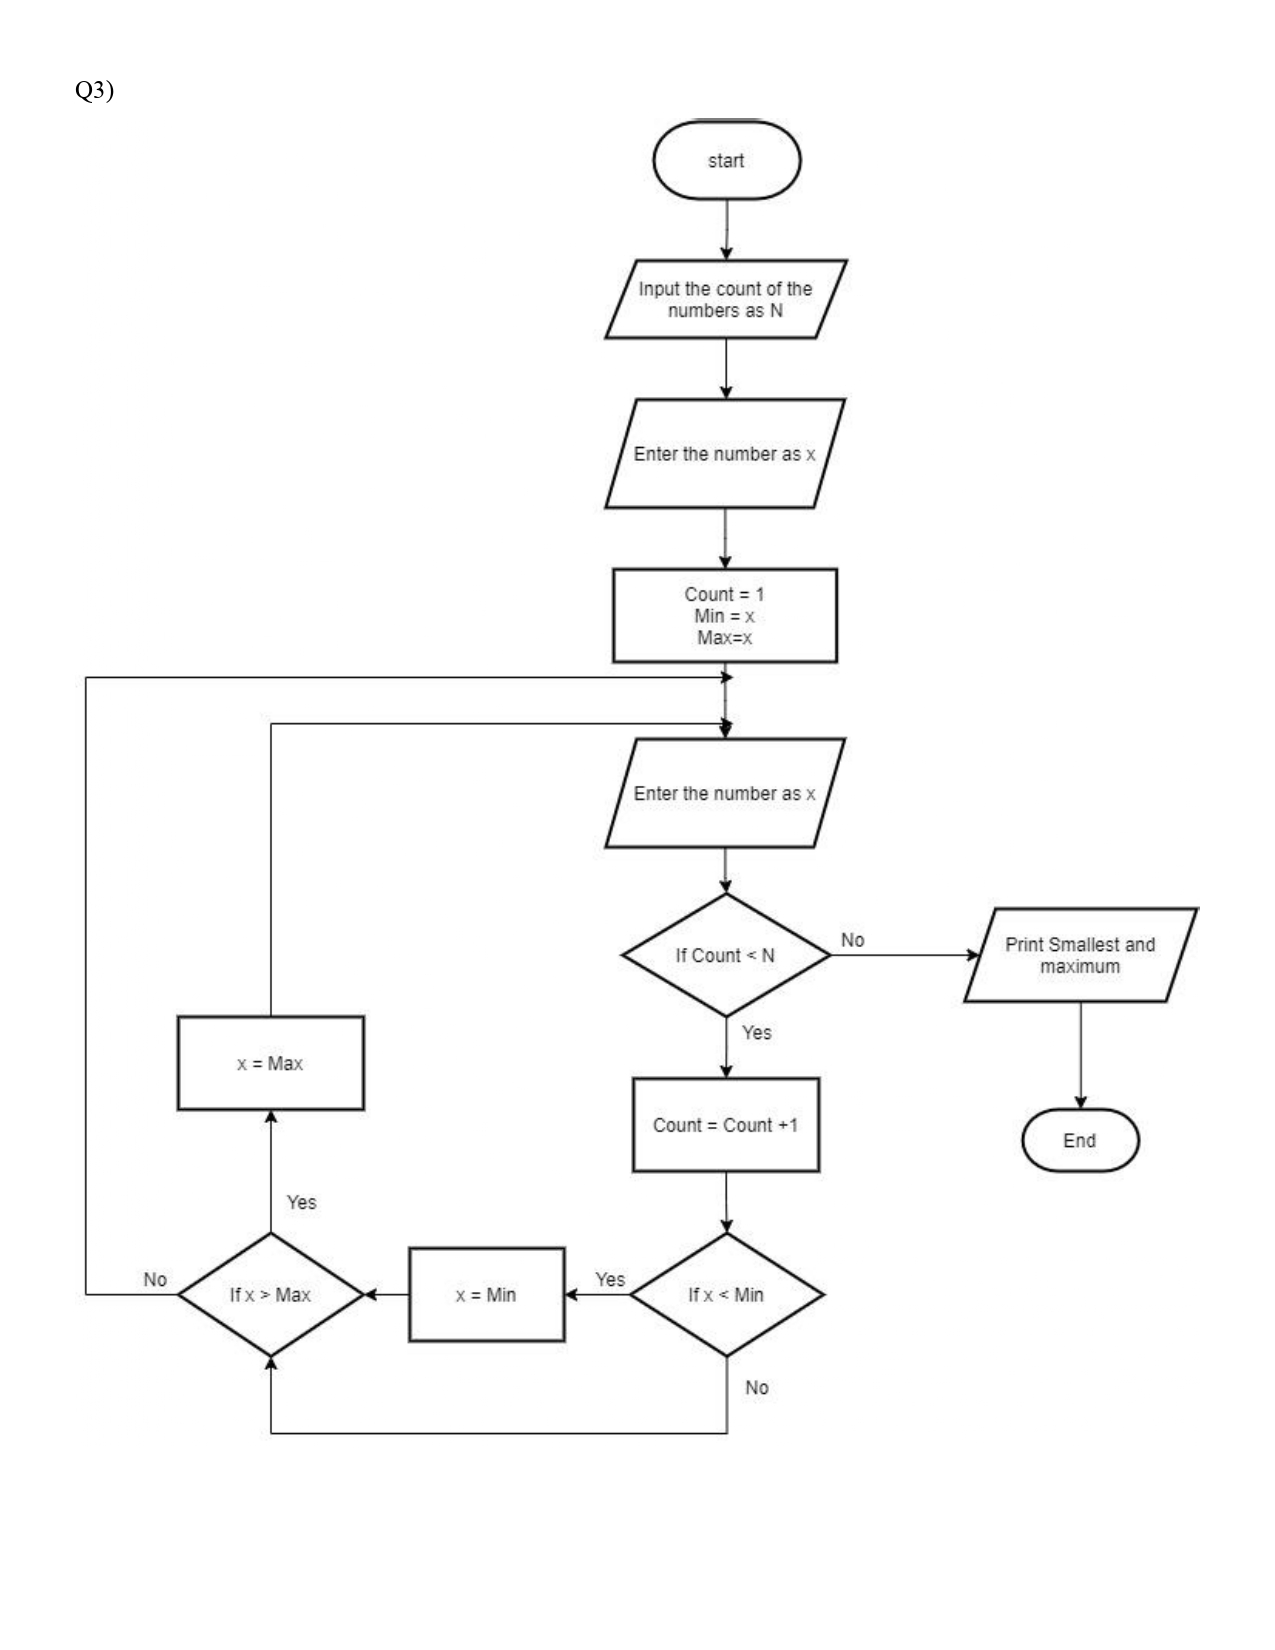 Q3)
start
Input the count of the
numbers as N
Enter the number as x
Count = 1
Min = x
Max=x
Enter the number as x
If Count < N
No
Print Smallest and
maximum
Yes
x = Max
Count = Count +1
End
Yes
No
If x > Max
x = Min
Yes
If x < Min
No